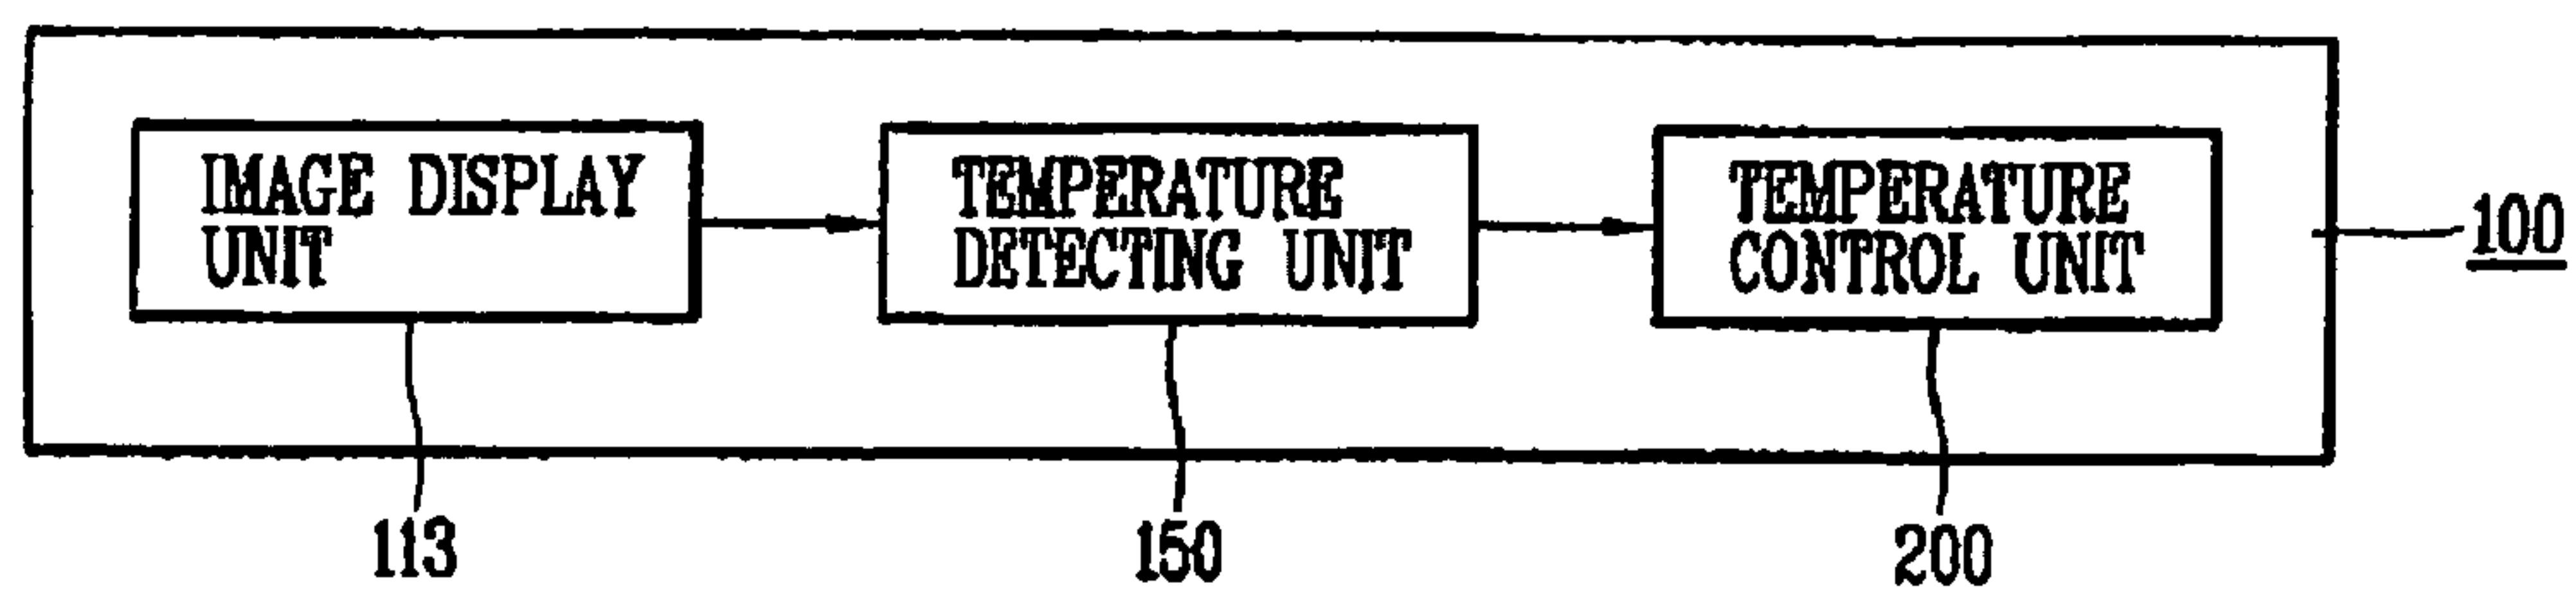 IMAGE DISPLAY
UNIT
TEMPERATURE
DETECTING UNIT
TEMPERATURE
CONTROL UNIT
100
113
150
200